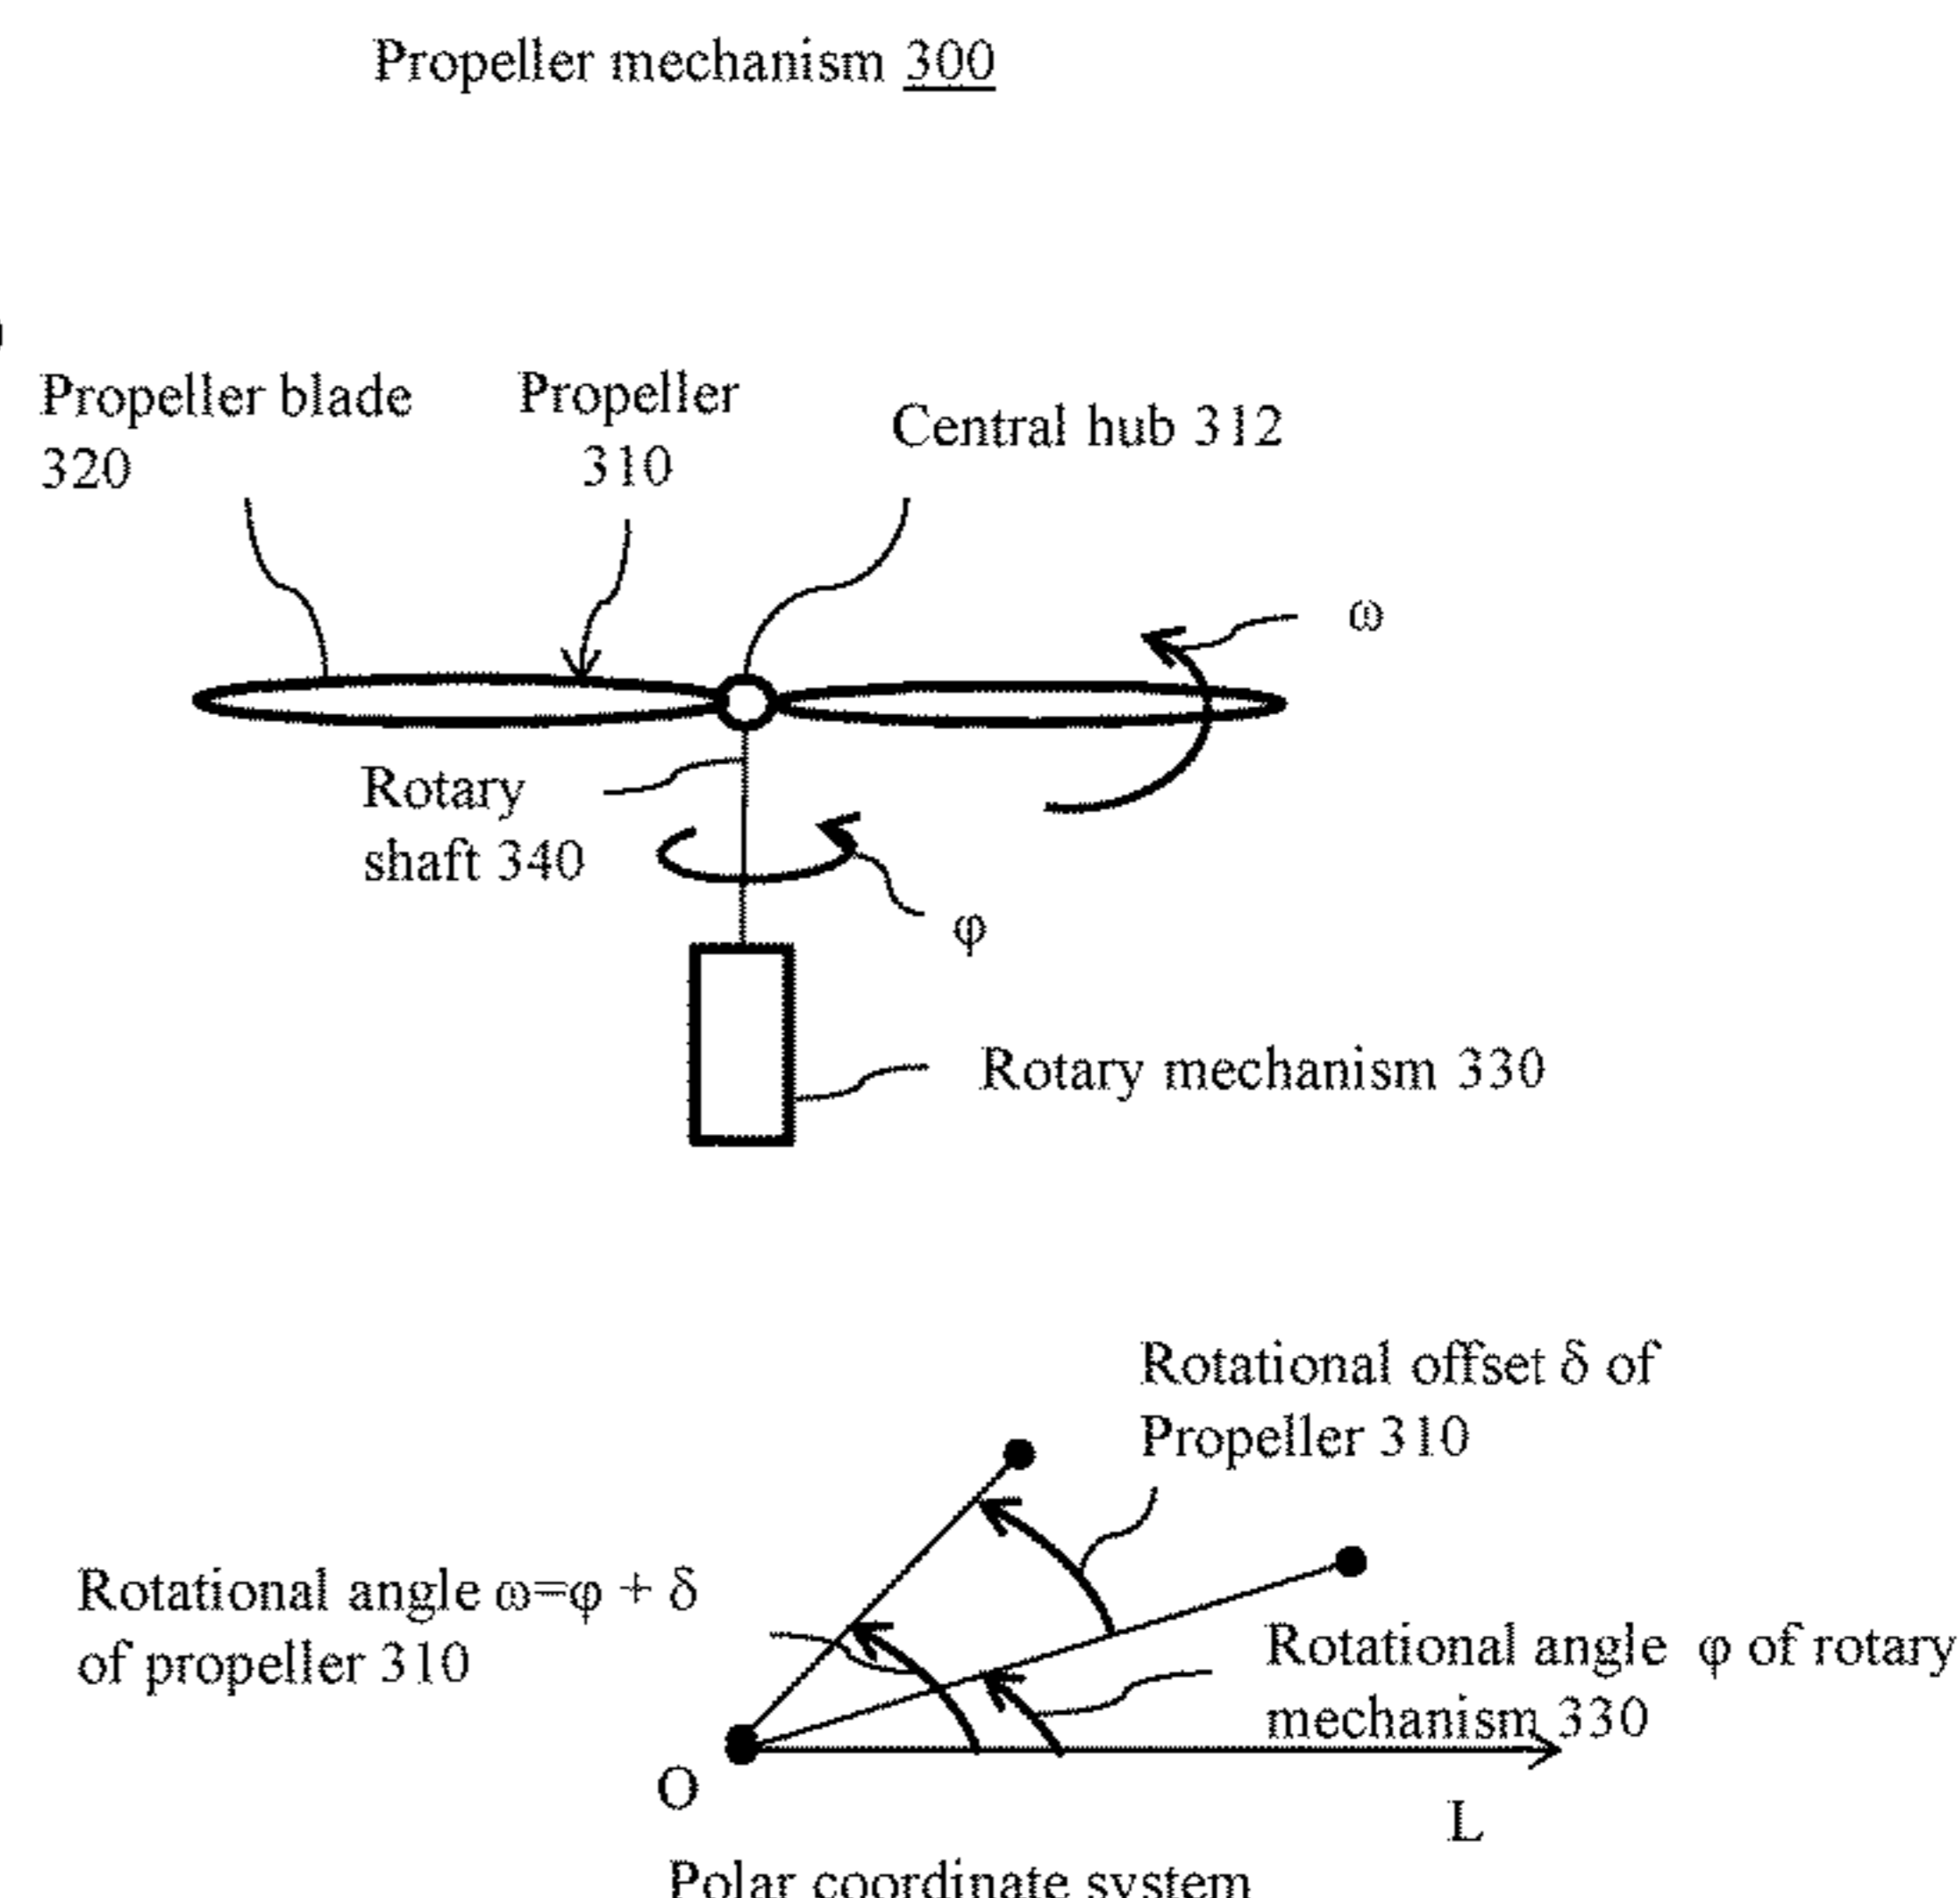 Propeller mechanism 300
Propeller blade
320
Propeller
310
Central hub 312
ω
Rotary
shaft 340
φ
Rotary mechanism 330
Rotational offset δ of
Propeller 310
Rotational angle ω=φ + δ
of propeller 310
Rotational angle φ of rotary
mechanism 330
O
L
Polar coordinate system